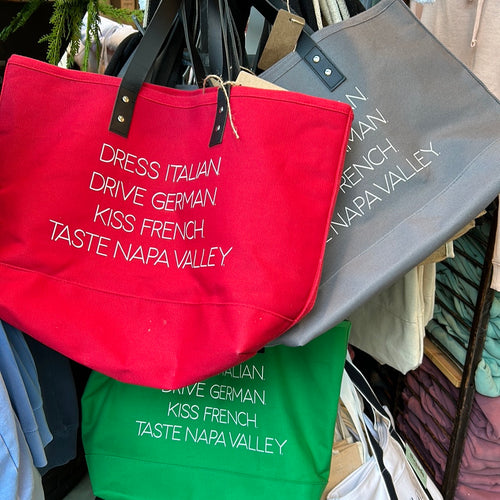 DRESS ITALIAN
DRIVE GERMAN
KISS FRENCH
TASTE NAPA VALLEY
MAN.
FRENCH.
NAPA VALLEY.
ITALIAN.
DRIVE GERMAN.
KISS FRENCH.
TASTE NAPA VALLEY.